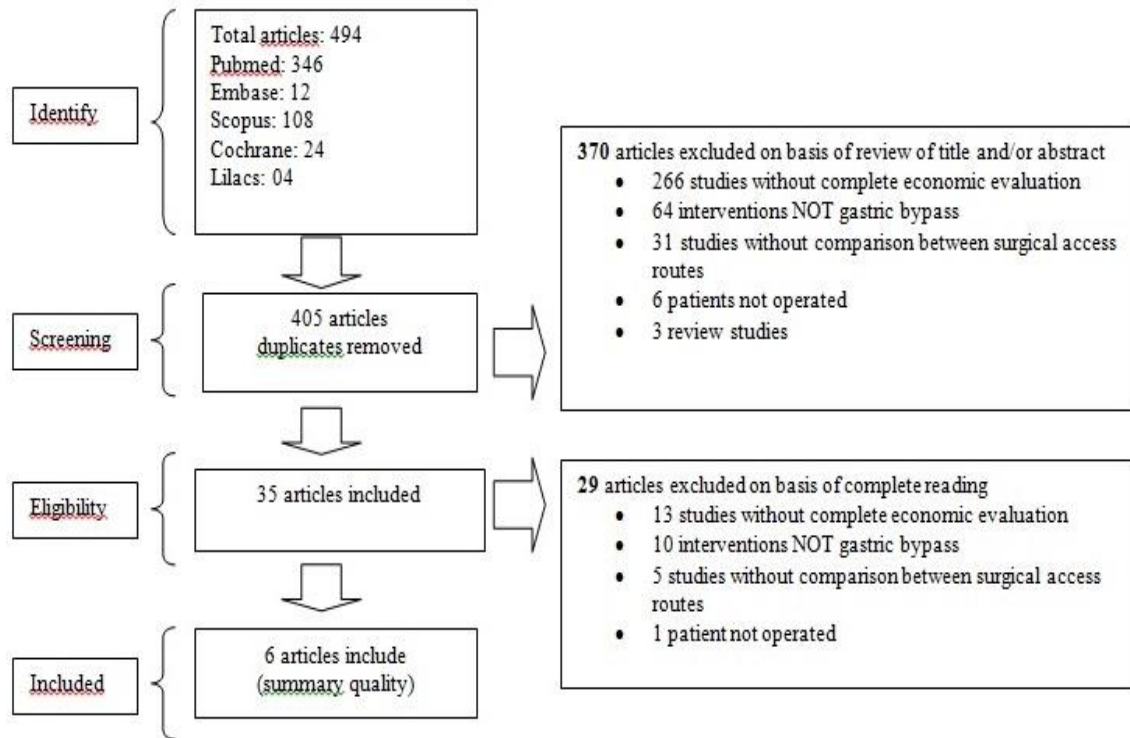 Identify
Total articles: 494
Pubmed: 346
Embase: 12
Scopus: 108
Cochrane: 24
Lilacs: 04
370 articles excluded on basis of review of title and/or abstract
• 266 studies without complete economic evaluation
• 64 interventions NOT gastric bypass
• 31 studies without comparison between surgical access
routes
• 6 patients not operated
• 3 review studies
Screening
405 articles
duplicates removed
Eligibility
35 articles included
29 articles excluded on basis of complete reading
• 13 studies without complete economic evaluation
• 10 interventions NOT gastric bypass
• 5 studies without comparison between surgical access
routes
• 1 patient not operated
Included
6 articles include
(summary quality)